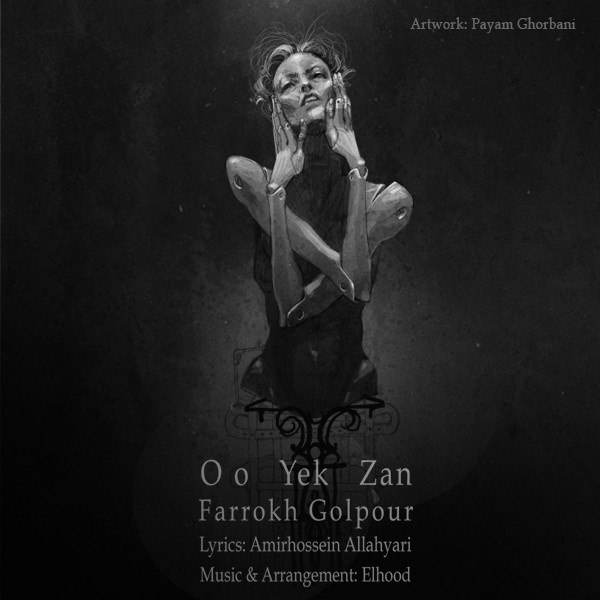 Artwork: Payam Ghorbani
Oo Yek Zan
Farrokh Golpour
Lyrics: Amirhossein Allahyari
Music & Arrangement: Elhood